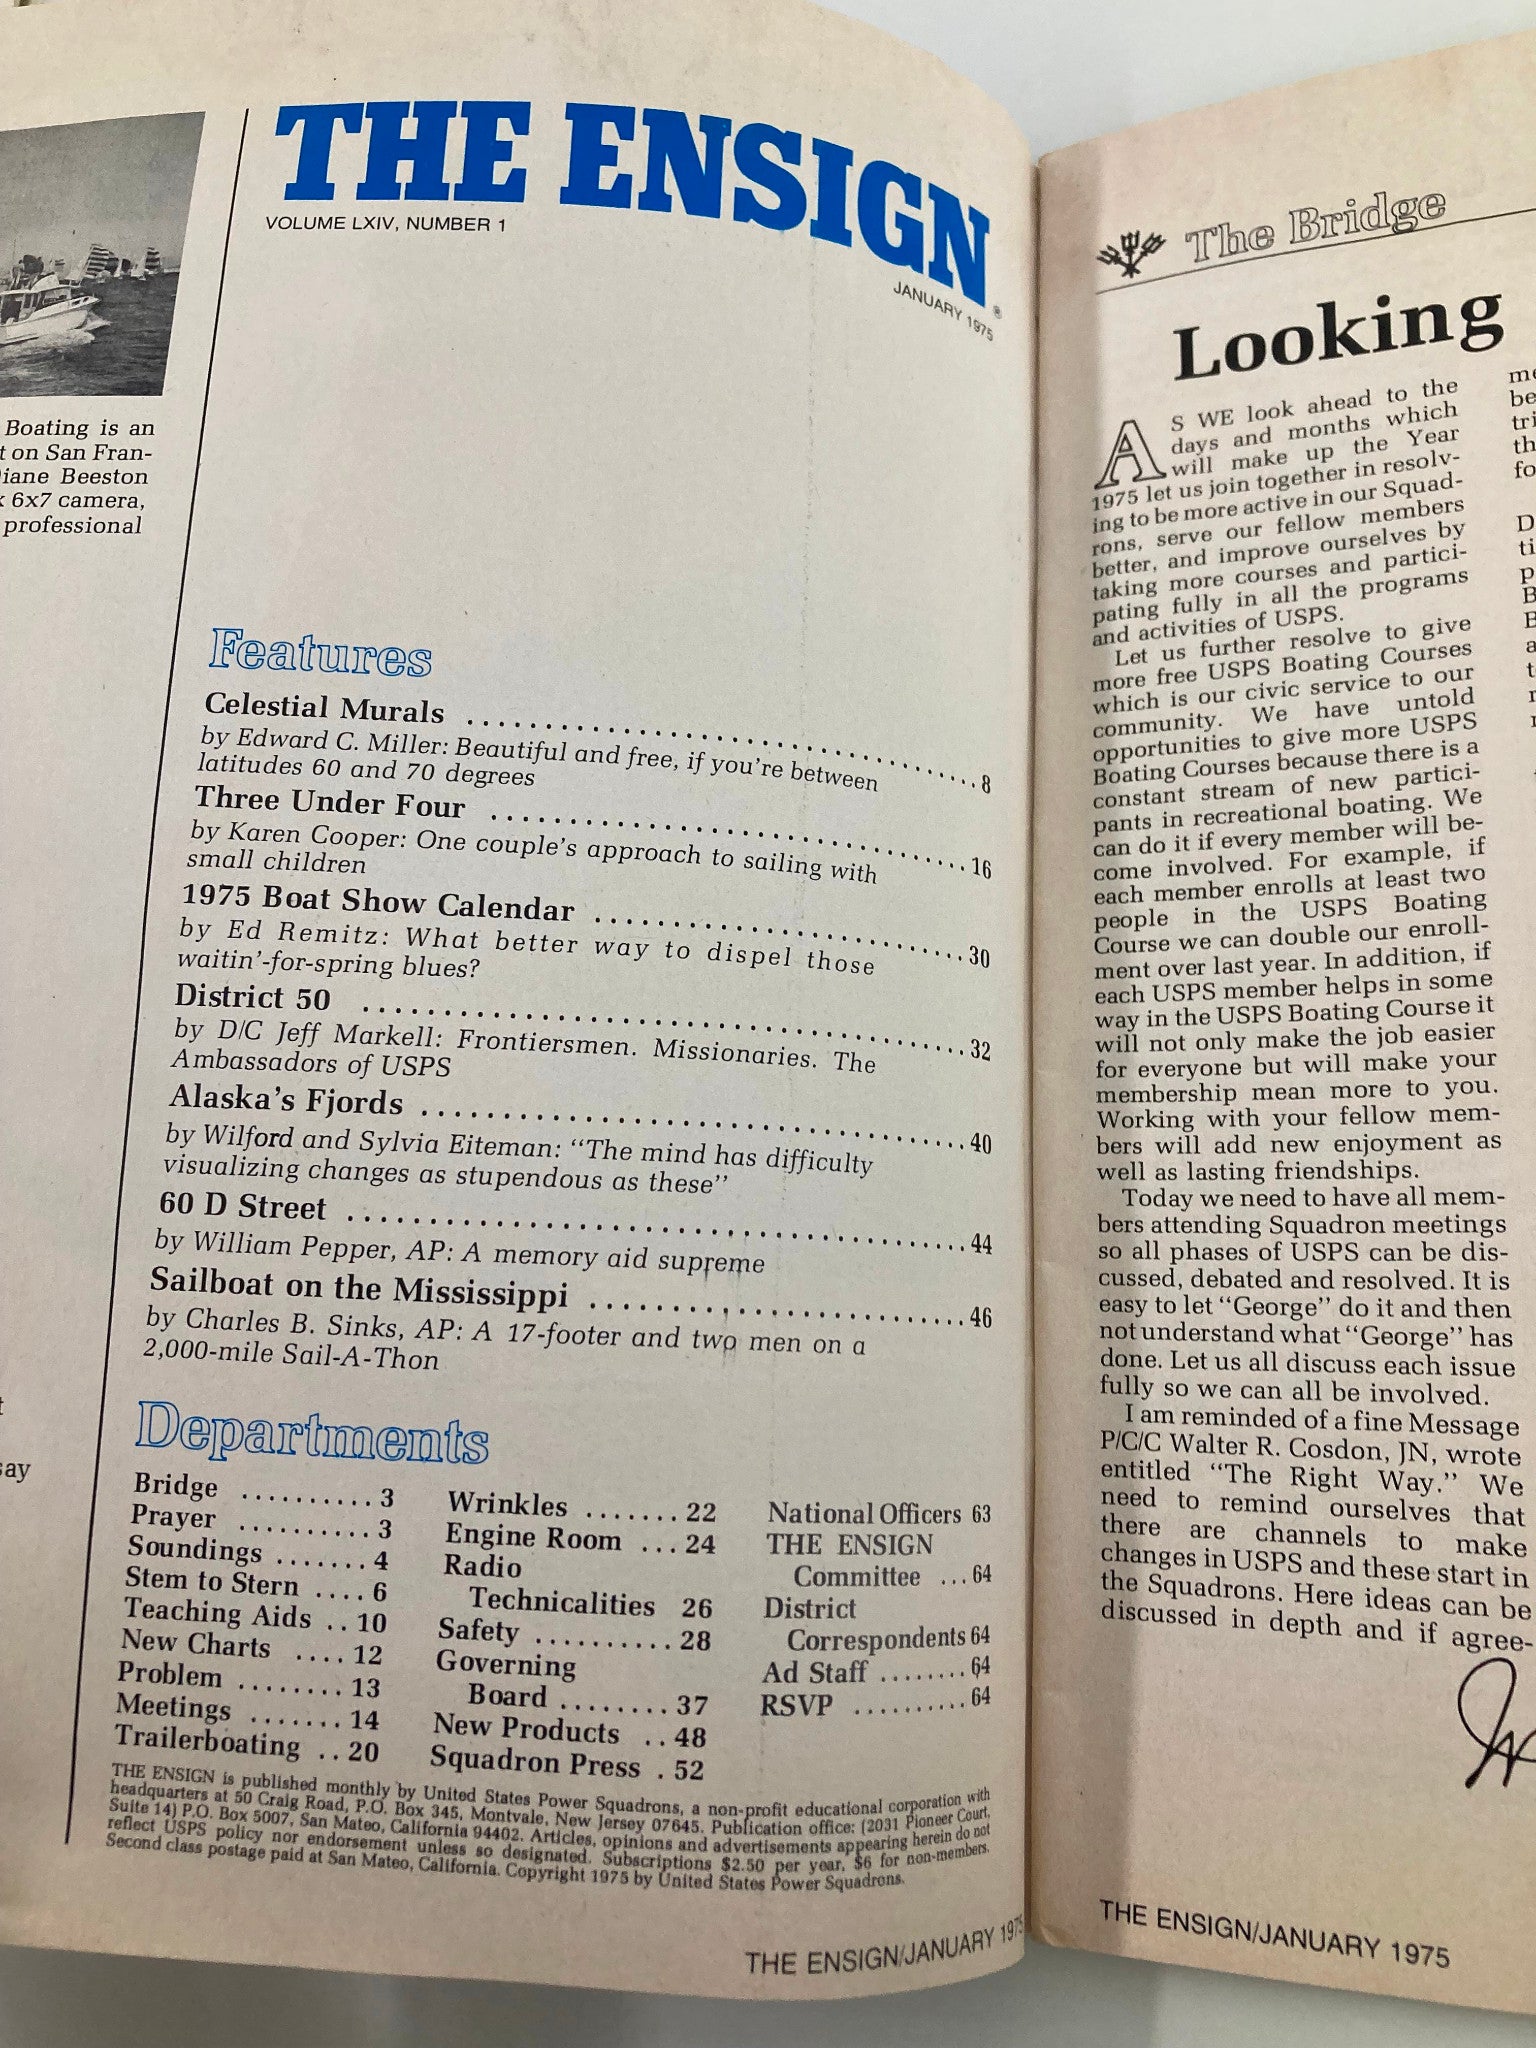 Boating is an
on San Fran-
Diane Beeston
6x7 camera,
professional
say
THE ENSIGN®
VOLUME LXIV, NUMBER 1
JANUARY 1975
Features
Celestial Murals ........ 8
by Edward C. Miller: Beautiful and free, if you're between
latitudes 60 and 70 degrees
Three Under Four ........ 16
by Karen Cooper: One couple's approach to sailing with
small children
1975 Boat Show Calendar ........ 30
by Ed Remitz: What better way to dispel those
waitin'-for-spring blues?
District 50 ........ 32
by D/C Jeff Markell: Frontiersmen. Missionaries. The
Ambassadors of USPS
Alaska's Fjords ........ 40
by Wilford and Sylvia Eiteman: "The mind has difficulty
visualizing changes as stupendous as these"
60 D Street ........ 44
by William Pepper, AP: A memory aid supreme
Sailboat on the Mississippi ........ 46
by Charles B. Sinks, AP: A 17-footer and two men on a
2,000-mile Sail-A-Thon
Departments
Bridge .......... 3
Prayer .......... 3
Soundings ....... 4
Stem to Stern .... 6
Teaching Aids .. 10
New Charts .... 12
Problem ........ 13
Meetings ....... 14
Trailerboating .. 20
Wrinkles ....... 22
Engine Room ... 24
Radio
Technicalities 26
Safety .......... 28
Governing
Board ........ 37
New Products .. 48
Squadron Press . 52
National Officers 63
THE ENSIGN
Committee ... 64
District
Correspondents 64
Ad Staff ........ 64
RSVP .......... 64
THE ENSIGN is published monthly by United States Power Squadrons, a non-profit educational corporation with
headquarters at 50 Craig Road, P.O. Box 345, Montvale, New Jersey 07645. Publication office: (2031 Pioneer Court,
Suite 14) P.O. Box 5007, San Mateo, California 94402. Articles, opinions and advertisements appearing herein do not
reflect USPS policy nor endorsement unless so designated. Subscriptions $2.50 per year, $6 for non-members.
Second class postage paid at San Mateo, California. Copyright 1975 by United States Power Squadrons.
THE ENSIGN/JANUARY 1975
The Bridge
Looking
AS WE look ahead to the
days and months which
will make up the Year
1975 let us join together in resolv-
ing to be more active in our Squad-
rons, serve our fellow members
better, and improve ourselves by
taking more courses and partici-
pating fully in all the programs
and activities of USPS.
Let us further resolve to give
more free USPS Boating Courses
which is our civic service to our
community. We have untold
opportunities to give more USPS
Boating Courses because there is a
constant stream of new partici-
pants in recreational boating. We
can do it if every member will be-
come involved. For example, if
each member enrolls at least two
people in the USPS Boating
Course we can double our enroll-
ment over last year. In addition, if
each USPS member helps in some
way in the USPS Boating Course it
will not only make the job easier
for everyone but will make your
membership mean more to you.
Working with your fellow mem-
bers will add new enjoyment as
well as lasting friendships.
Today we need to have all mem-
bers attending Squadron meetings
so all phases of USPS can be dis-
cussed, debated and resolved. It is
easy to let "George" do it and then
not understand what "George" has
done. Let us all discuss each issue
fully so we can all be involved.
I am reminded of a fine Message
P/C/C Walter R. Cosdon, JN, wrote
entitled "The Right Way." We
need to remind ourselves that
there are channels to make
changes in USPS and these start in
the Squadrons. Here ideas can be
discussed in depth and if agree-
THE ENSIGN/JANUARY 1975